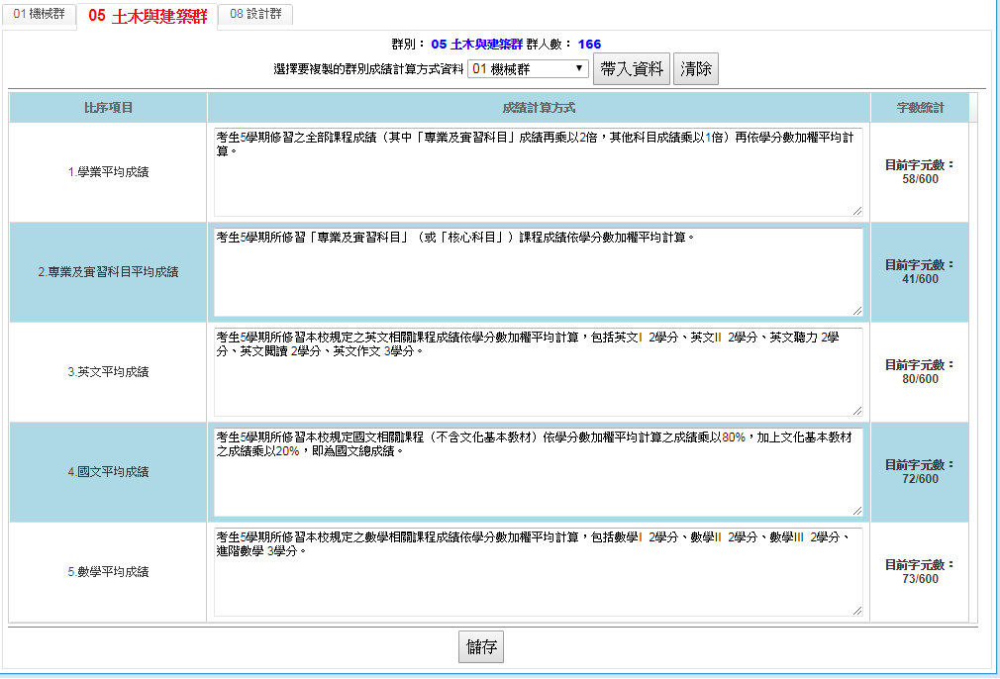 01 機械群
05 土木與建築群
08 設計群
群別： 05 土木與建築群 群人數： 166
選擇要複製的群別成績計算方式資料 01 機械群 帶入資料 清除
比序項目 成績計算方式 字數統計
1.學業平均成績
考生5學期修習之全部課程成績（其中「專業及實習科目」成績再乘以2倍，其他科目成績乘以1倍）再依學分數加權平均計
算。
目前字元數：
58/600
2.專業及實習科目平均成績
考生5學期所修習「專業及實習科目」（或「核心科目」）課程成績依學分數加權平均計算。
目前字元數：
41/600
3.英文平均成績
考生5學期所修習本校規定之英文相關課程成績依學分數加權平均計算，包括英文I 2學分、英文II 2學分、英文聽力 2學
分、英文閱讀 2學分、英文作文 3學分。
目前字元數：
80/600
4.國文平均成績
考生5學期所修習本校規定國文相關課程（不含文化基本教材）依學分數加權平均計算之成績乘以80%，加上文化基本教材
之成績乘以20%，即為國文總成績。
目前字元數：
72/600
5.數學平均成績
考生5學期所修習本校規定之數學相關課程成績依學分數加權平均計算，包括數學I 2學分、數學II 2學分、數學III 2學分、
進階數學 3學分。
目前字元數：
73/600
儲存